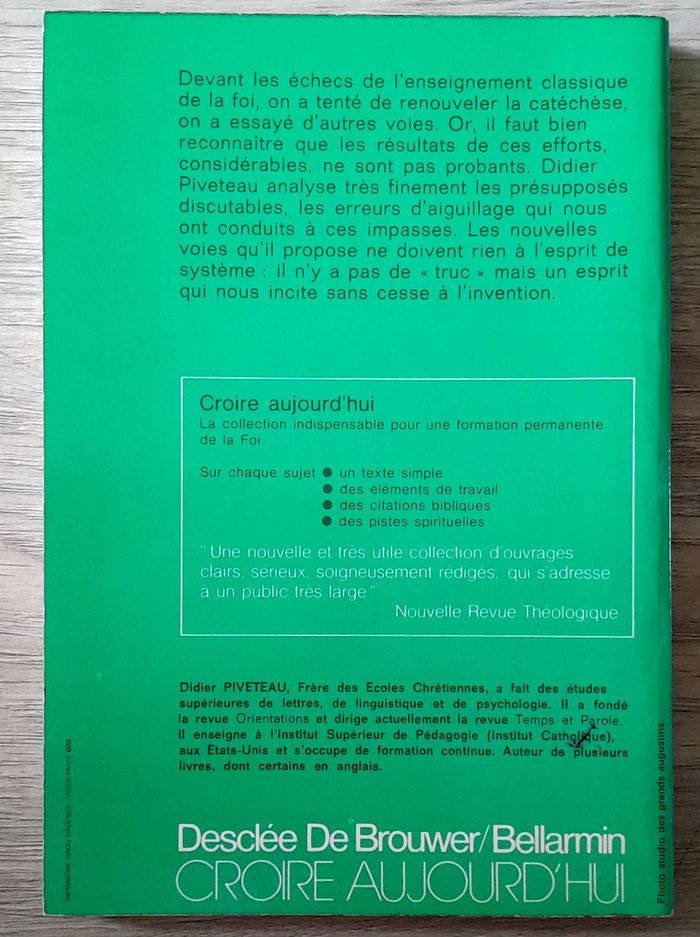 Devant les échecs de l'enseignement classique
de la foi, on a tenté de renouveler la catéchèse,
on a essayé d'autres voies. Or, il faut bien
reconnaître que les résultats de ces efforts,
considérables, ne sont pas probants. Didier
Piveteau analyse très finement les présupposés
discutables, les erreurs d'aiguillage qui nous
ont conduits à ces impasses. Les nouvelles
voies qu'il propose ne doivent rien à l'esprit de
système : il n'y a pas de « truc » mais un esprit
qui nous incite sans cesse à l'invention.
Croire aujourd'hui
La collection indispensable pour une formation permanente
de la Foi.
Sur chaque sujet ● un texte simple
● des éléments de travail
● des citations bibliques
● des pistes spirituelles
"Une nouvelle et très utile collection d'ouvrages
clairs, sérieux, soigneusement rédigés, qui s'adresse
à un public très large"
Nouvelle Revue Théologique
Didier PIVETEAU, Frère des Ecoles Chrétiennes, a fait des études
supérieures de lettres, de linguistique et de psychologie. Il a fondé
la revue Orientations et dirige actuellement la revue Temps et Parole.
Il enseigne à l'Institut Supérieur de Pédagogie (Institut Catholique),
aux Etats-Unis et s'occupe de formation continue. Auteur de plusieurs
livres, dont certains en anglais.
Desclée De Brouwer/Bellarmin
CROIRE AUJOURD'HUI
Photo studio des grands augustins